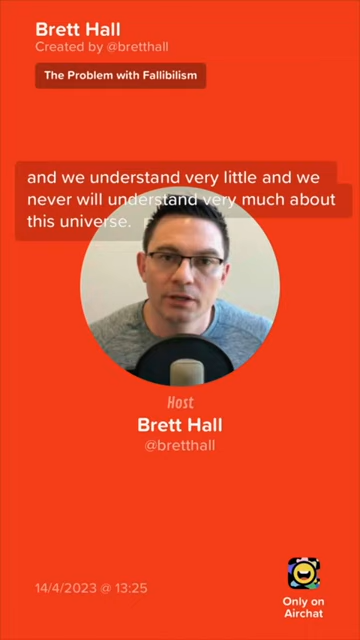 Brett Hall
Created by @bretthall
The Problem with Fallibilism
and we understand very little and we
never will understand very much about
this universe.
Host
Brett Hall
@bretthall
14/4/2023 @ 13:25
Only on
Airchat